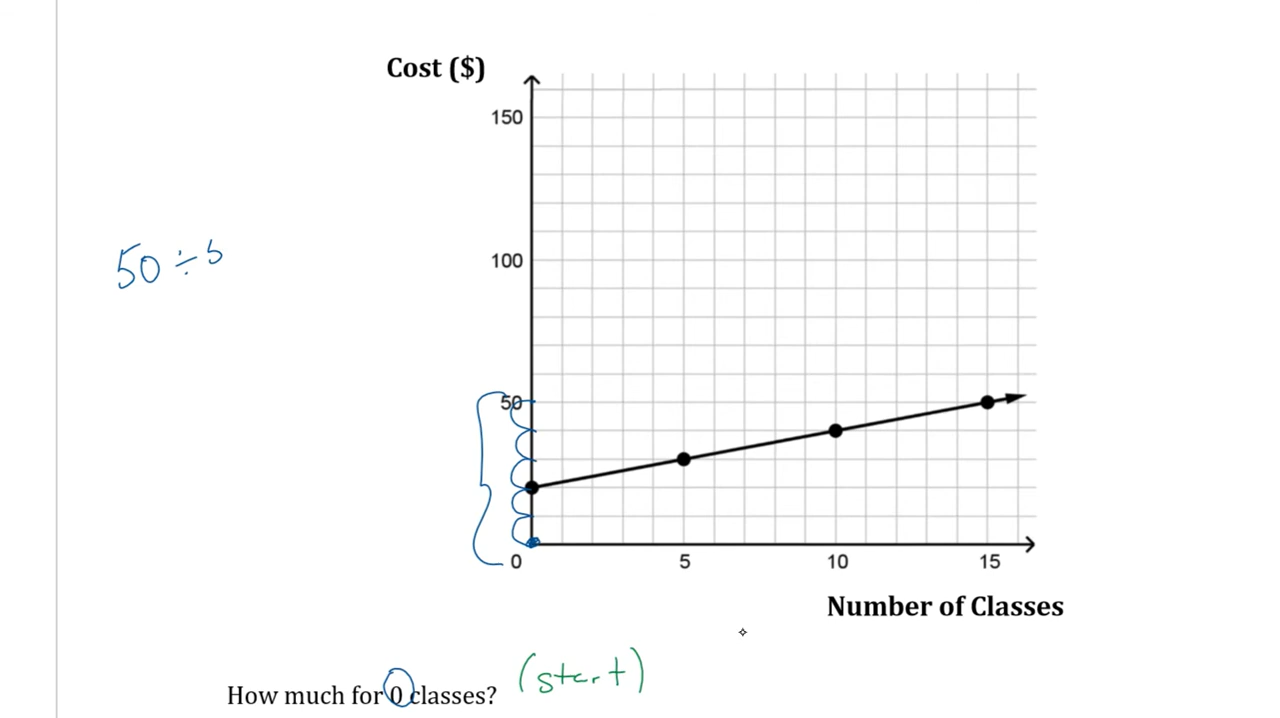 Cost ($)
150
50 ÷ 5
100
50
0 5 10 15
Number of Classes
How much for 0 classes? (start)